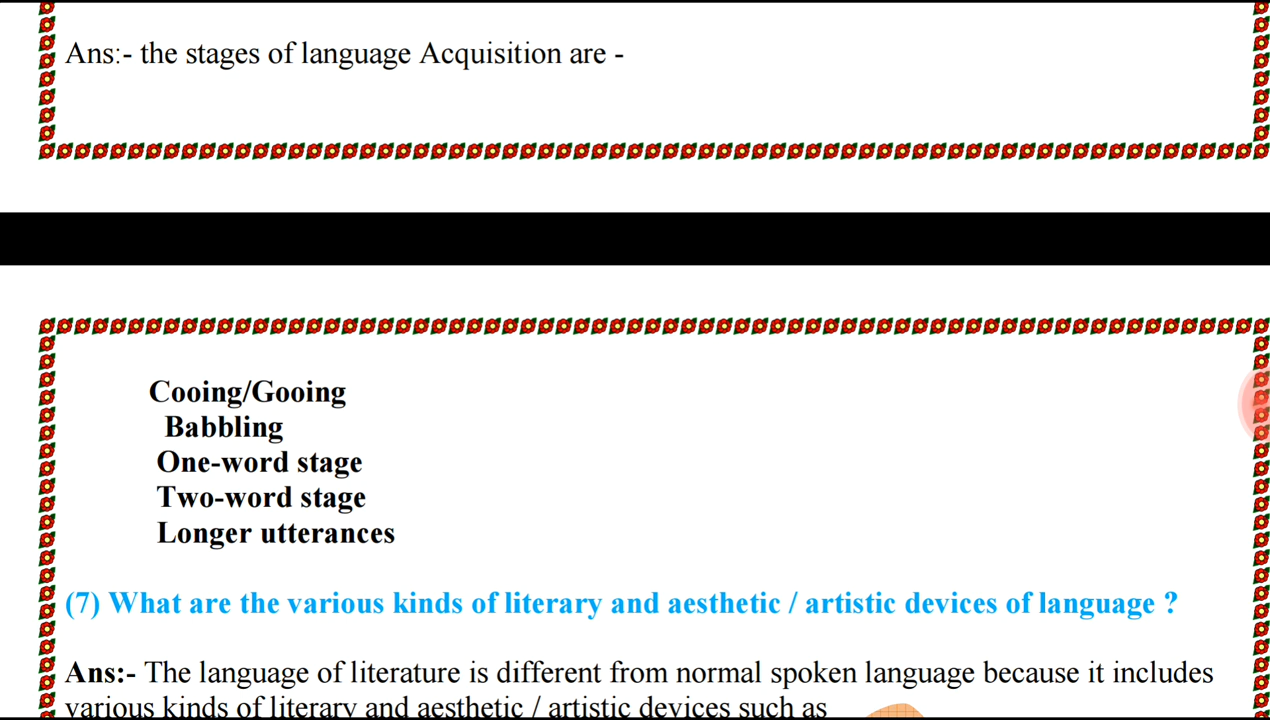 Ans:- the stages of language Acquisition are -
Cooing/Gooing
Babbling
One-word stage
Two-word stage
Longer utterances
(7) What are the various kinds of literary and aesthetic / artistic devices of language ?
Ans:- The language of literature is different from normal spoken language because it includes
various kinds of literary and aesthetic / artistic devices such as